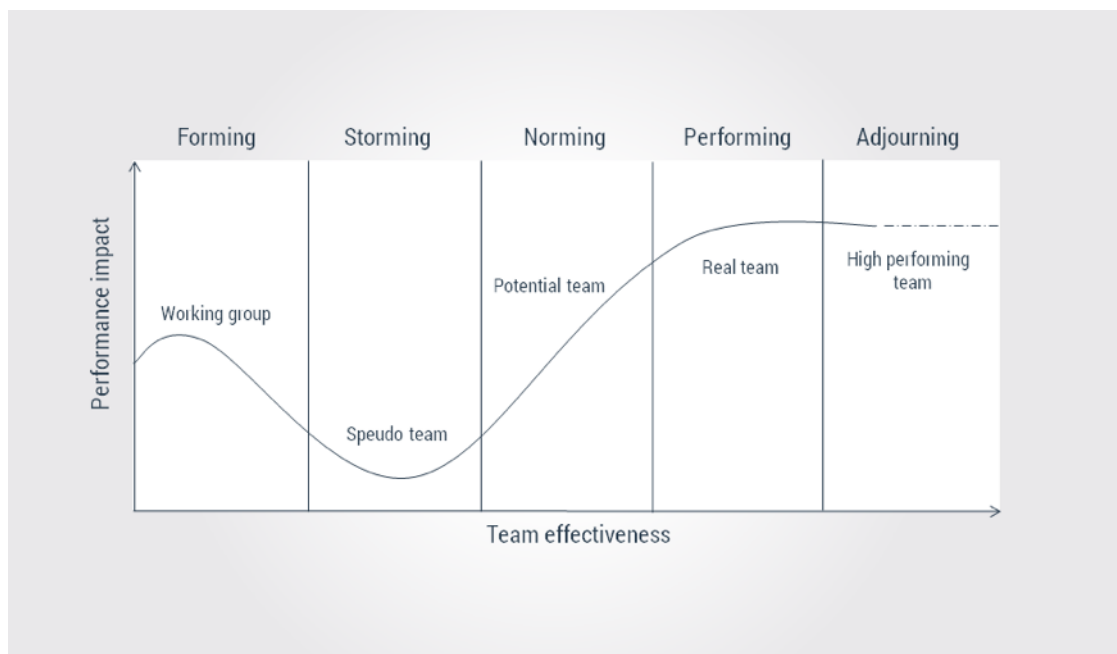 Forming
Storming
Norming
Performing
Adjourning
Performance impact
Working group
Speudo team
Potential team
Real team
High performing
team
Team effectiveness